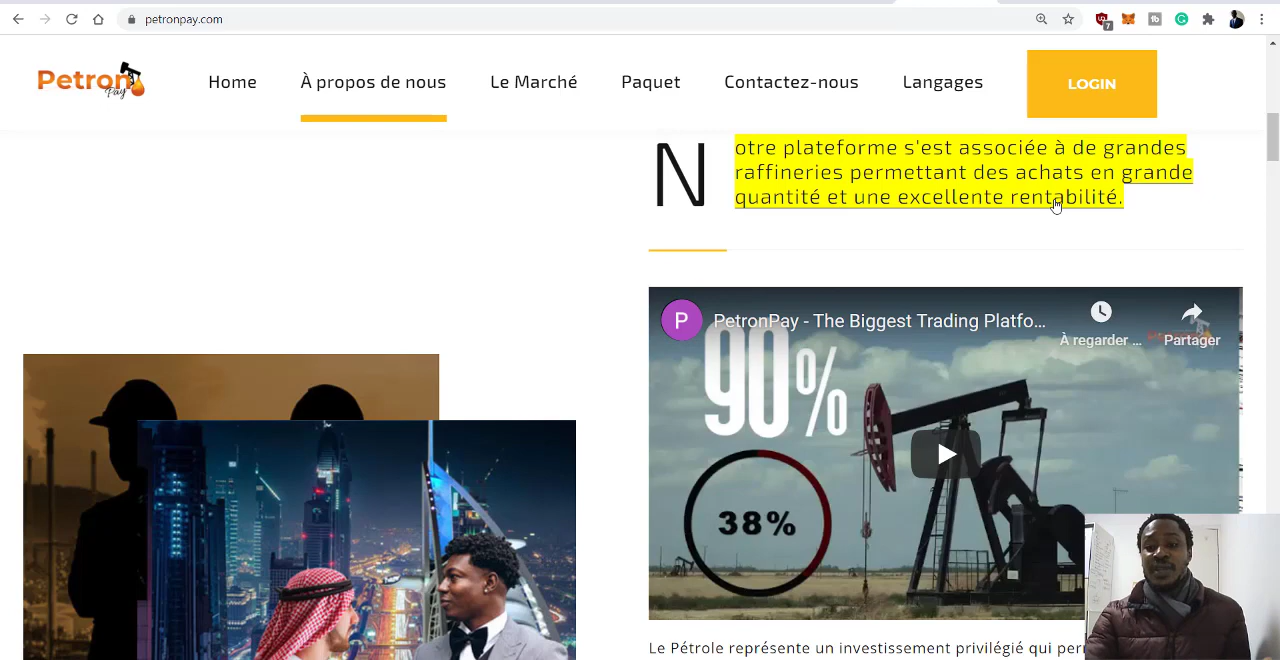 petronpay.com
7
Petron
Pay
Home
À propos de nous
Le Marché
Paquet
Contactez-nous
Langages
LOGIN
Notre plateforme s'est associée à de grandes
raffineries permettant des achats en grande
quantité et une excellente rentabilité.
P
PetronPay - The Biggest Trading Platfo...
À regarder ...
Partager
90%
38%
Le Pétrole représente un investissement privilégié qui per